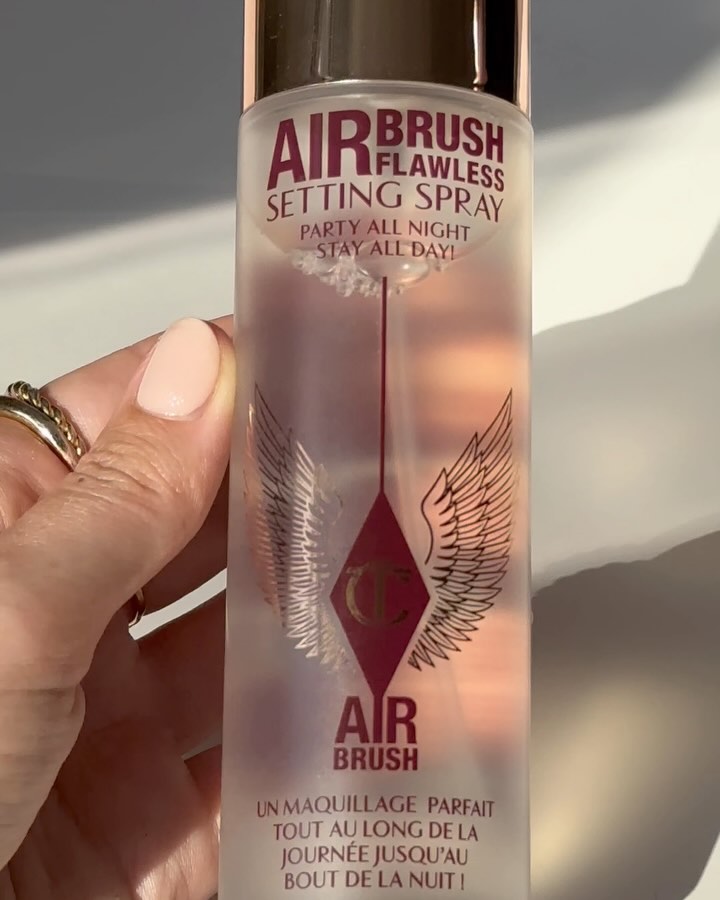 AIRBRUSH
FLAWLESS
SETTING SPRAY
PARTY ALL NIGHT
STAY ALL DAY!
CT
AIR
BRUSH
UN MAQUILLAGE PARFAIT
TOUT AU LONG DE LA
JOURNÉE JUSQU'AU
BOUT DE LA NUIT !